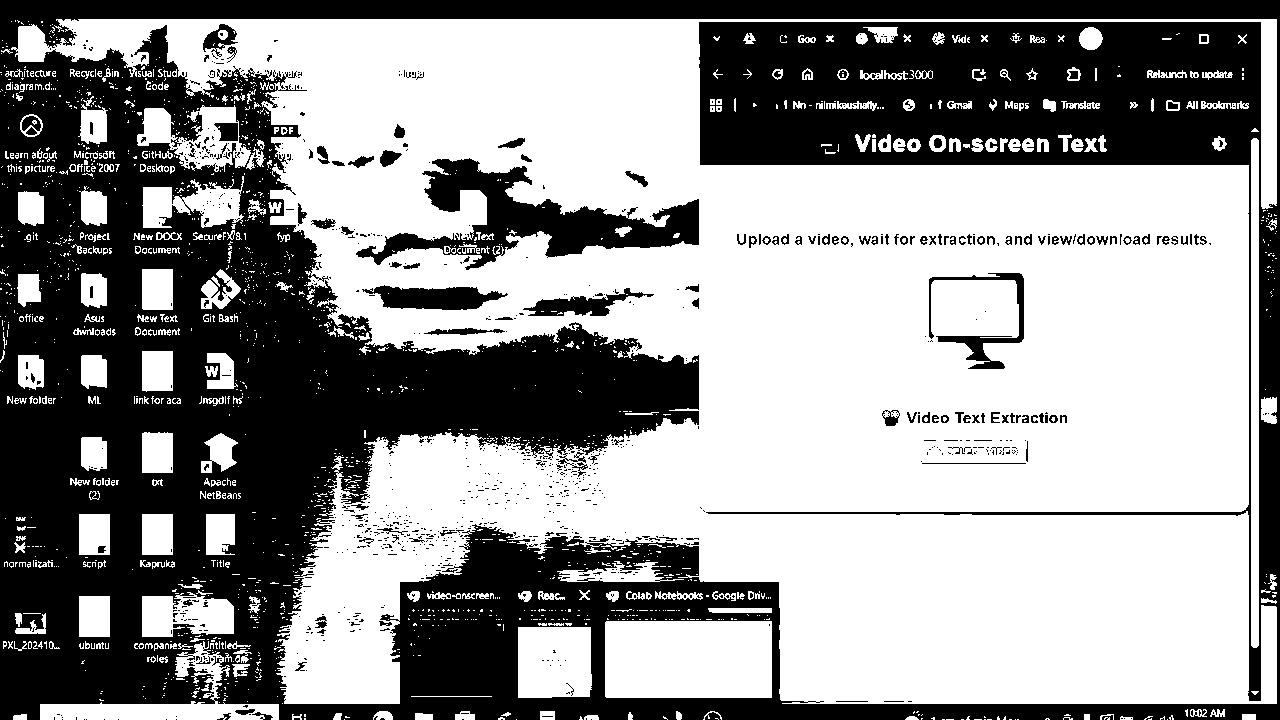 architecture
diagram.d...
Recycle Bin
Visual Studio
Code
Learn about
this picture
Microsoft
Office 2007
GitHub
Desktop
PDF
.git
Project
Backups
New DOCX
Document
SecureFX 8.1
fyp
New Text
Document (2)
office
Asus
dwnloads
New Text
Document
Git Bash
New folder
ML
link for aca
Jnsgdlf hs
New folder
(2)
txt
Apache
NetBeans
normalizati...
script
Kapruka
Title
PXL_202410...
ubuntu
companies
roles
Untitled
Diagram.dr...
Goo
Vide
Rea
localhost:3000
Relaunch to update
Nn - nilmikaushafly...
Gmail
Maps
Translate
All Bookmarks
Video On-screen Text
Upload a video, wait for extraction, and view/download results.
Video Text Extraction
SELECT VIDEO
video-onscreen...
Reac...
Colab Notebooks - Google Driv...
10:02 AM